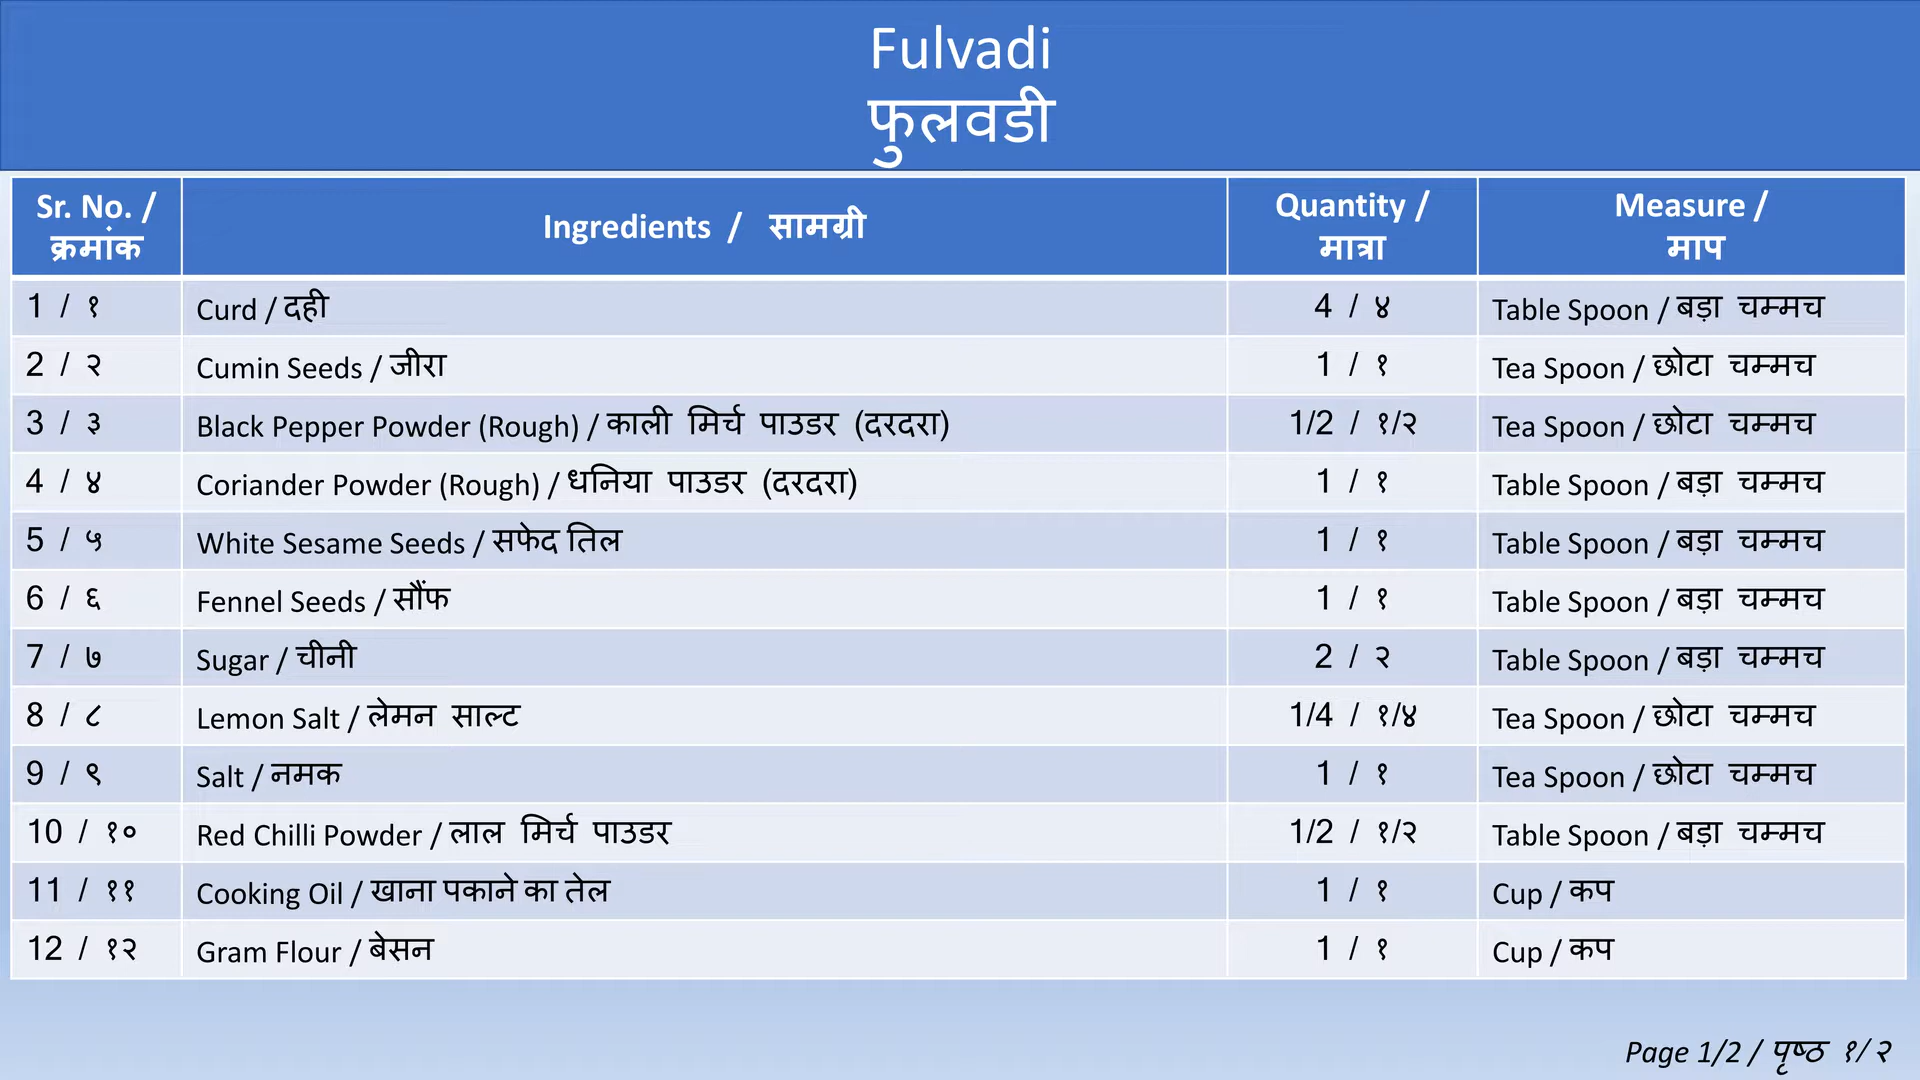 Fulvadi
फुलवडी
Sr. No. / क्रमांक	Ingredients / सामग्री	Quantity / मात्रा	Measure / माप
1 / १	Curd / दही	4 / ४	Table Spoon / बड़ा चम्मच
2 / २	Cumin Seeds / जीरा	1 / १	Tea Spoon / छोटा चम्मच
3 / ३	Black Pepper Powder (Rough) / काली मिर्च पाउडर (दरदरा)	1/2 / १/२	Tea Spoon / छोटा चम्मच
4 / ४	Coriander Powder (Rough) / धनिया पाउडर (दरदरा)	1 / १	Table Spoon / बड़ा चम्मच
5 / ५	White Sesame Seeds / सफेद तिल	1 / १	Table Spoon / बड़ा चम्मच
6 / ६	Fennel Seeds / सौंफ	1 / १	Table Spoon / बड़ा चम्मच
7 / ७	Sugar / चीनी	2 / २	Table Spoon / बड़ा चम्मच
8 / ८	Lemon Salt / लेमन साल्ट	1/4 / १/४	Tea Spoon / छोटा चम्मच
9 / ९	Salt / नमक	1 / १	Tea Spoon / छोटा चम्मच
10 / १०	Red Chilli Powder / लाल मिर्च पाउडर	1/2 / १/२	Table Spoon / बड़ा चम्मच
11 / ११	Cooking Oil / खाना पकाने का तेल	1 / १	Cup / कप
12 / १२	Gram Flour / बेसन	1 / १	Cup / कप
Page 1/2 / पृष्ठ १/२